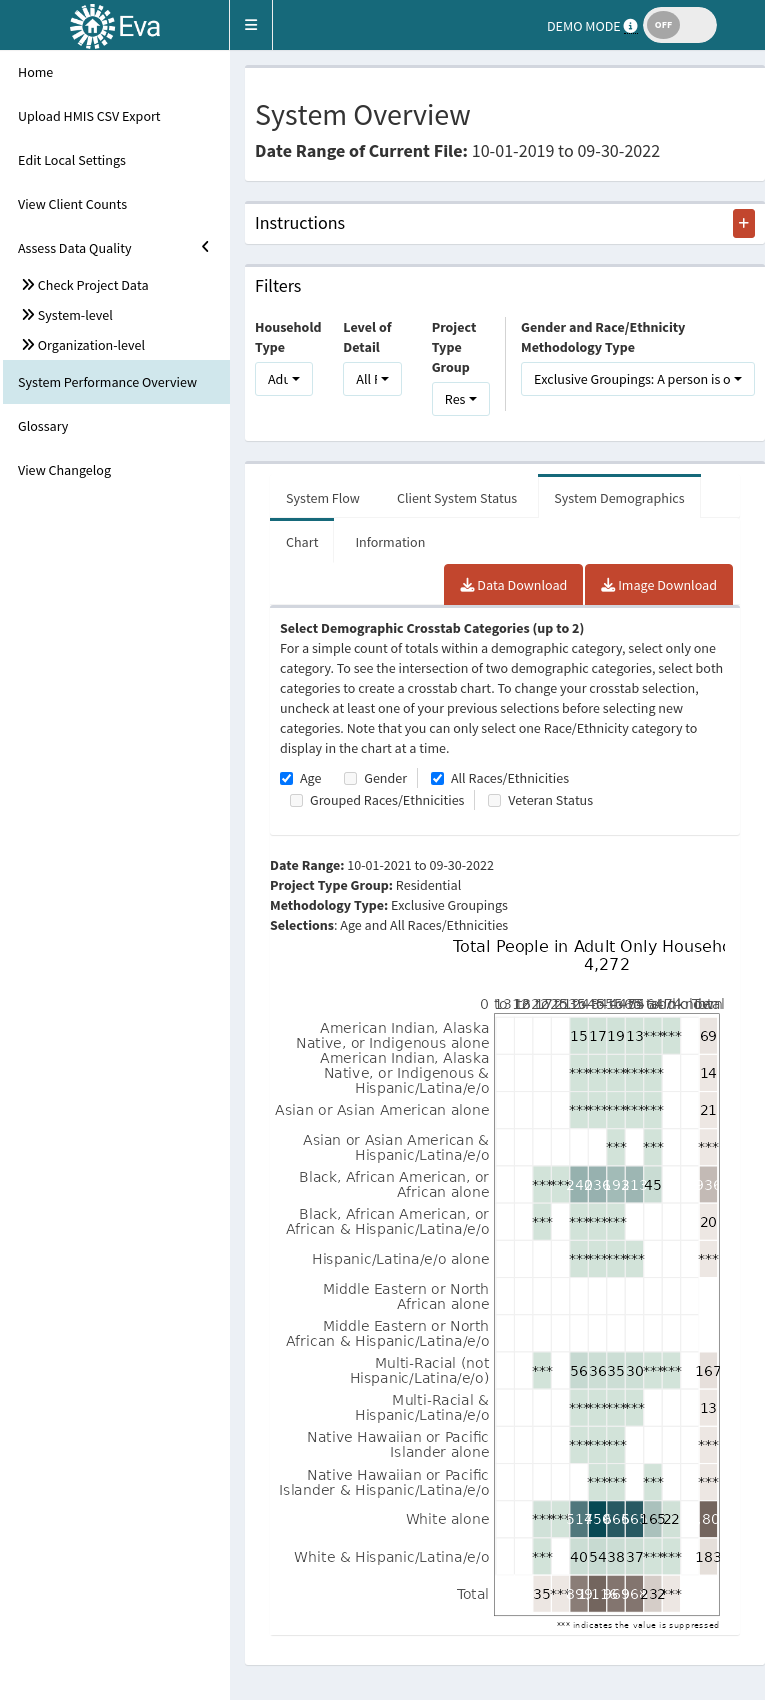 Eva
DEMO MODE
OFF
Home
Upload HMIS CSV Export
Edit Local Settings
View Client Counts
Assess Data Quality
Check Project Data
System-level
Organization-level
System Performance Overview
Glossary
View Changelog
System Overview
Date Range of Current File: 10-01-2019 to 09-30-2022
Instructions
Filters
Household Type
Level of Detail
Project Type Group
Gender and Race/Ethnicity Methodology Type
Res
Exclusive Groupings: A person is o
System Flow
Client System Status
System Demographics
Chart
Information
Data Download
Image Download
Select Demographic Crosstab Categories (up to 2)
For a simple count of totals within a demographic category, select only one
category. To see the intersection of two demographic categories, select both
categories to create a crosstab chart. To change your crosstab selection,
uncheck at least one of your previous selections before selecting new
categories. Note that you can only select one Race/Ethnicity category to
display in the chart at a time.
Age
Gender
All Races/Ethnicities
Grouped Races/Ethnicities
Veteran Status
Date Range: 10-01-2021 to 09-30-2022
Project Type Group: Residential
Methodology Type: Exclusive Groupings
Selections: Age and All Races/Ethnicities
Total People in Adult Only Househo
4,272
American Indian, Alaska
Native, or Indigenous alone
15 17 19 13 *** *** 69
American Indian, Alaska
Native, or Indigenous &
Hispanic/Latina/e/o
*** *** *** *** *** 14
Asian or Asian American alone
*** *** *** *** *** 21
Asian or Asian American &
Hispanic/Latina/e/o
*** *** ***
Black, African American, or
African alone
*** *** 45
Black, African American, or
African & Hispanic/Latina/e/o
*** *** *** *** 20
Hispanic/Latina/e/o alone
*** *** *** *** ***
Middle Eastern or North
African alone
Middle Eastern or North
African & Hispanic/Latina/e/o
Multi-Racial (not
Hispanic/Latina/e/o)
*** 56 36 35 30 *** *** 167
Multi-Racial &
Hispanic/Latina/e/o
*** *** *** *** 13
Native Hawaiian or Pacific
Islander alone
*** *** *** ***
Native Hawaiian or Pacific
Islander & Hispanic/Latina/e/o
*** *** *** ***
White alone
*** *** 165 22
White & Hispanic/Latina/e/o
*** 40 54 38 37 *** *** 183
Total
35 *** 232 ***
*** indicates the value is suppressed